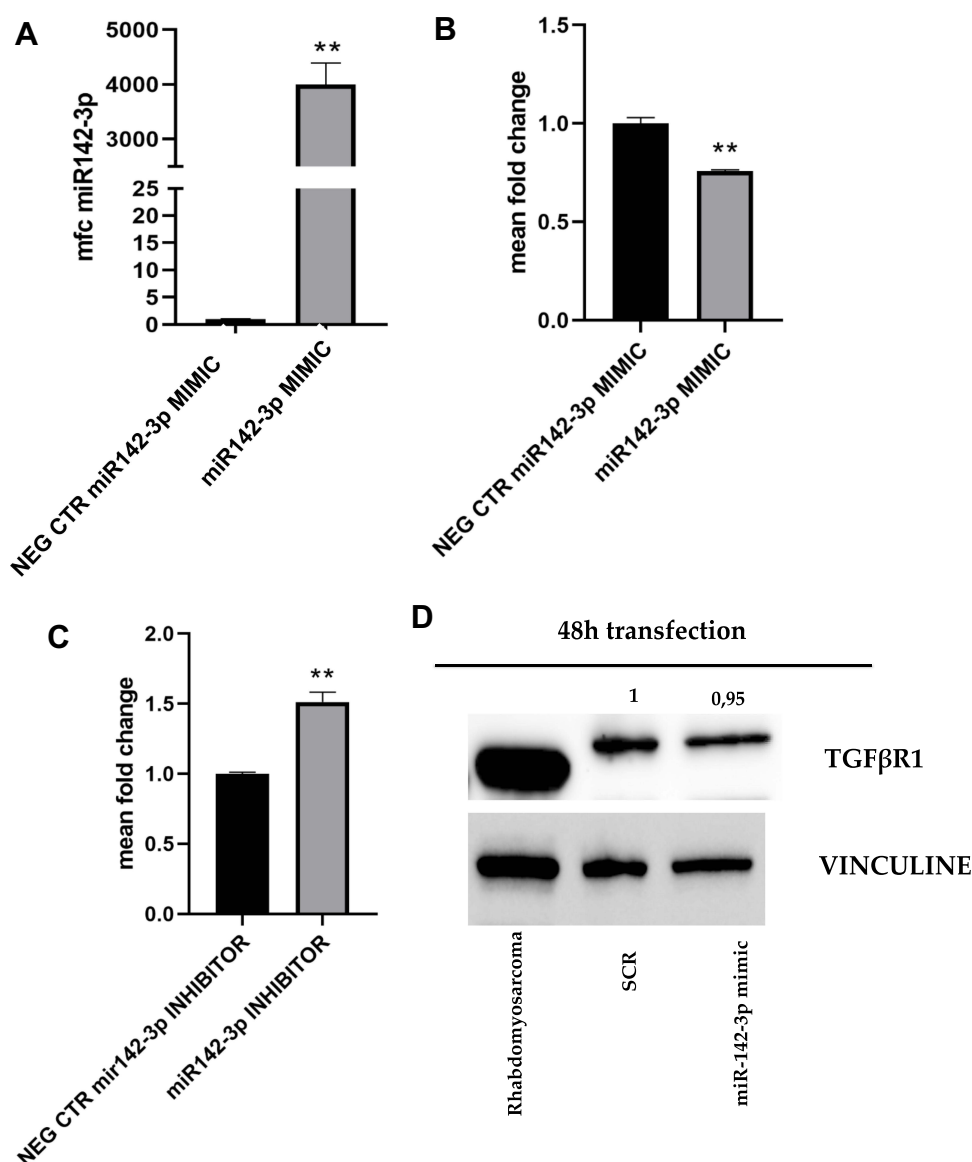 A
mfc miR142-3p
5000
4000
3000
25
20
15
10
5
0
**
NEG CTR miR142-3p MIMIC
miR142-3p MIMIC
B
mean fold change
1.5
1.0
0.5
0.0
**
NEG CTR miR142-3p MIMIC
miR142-3p MIMIC
C
mean fold change
2.0
1.5
1.0
0.5
0.0
**
NEG CTR mir142-3p INHIBITOR
miR142-3p INHIBITOR
D
48h transfection
1
0,95
TGFβR1
VINCULINE
Rhabdomyosarcoma
SCR
miR-142-3p mimic